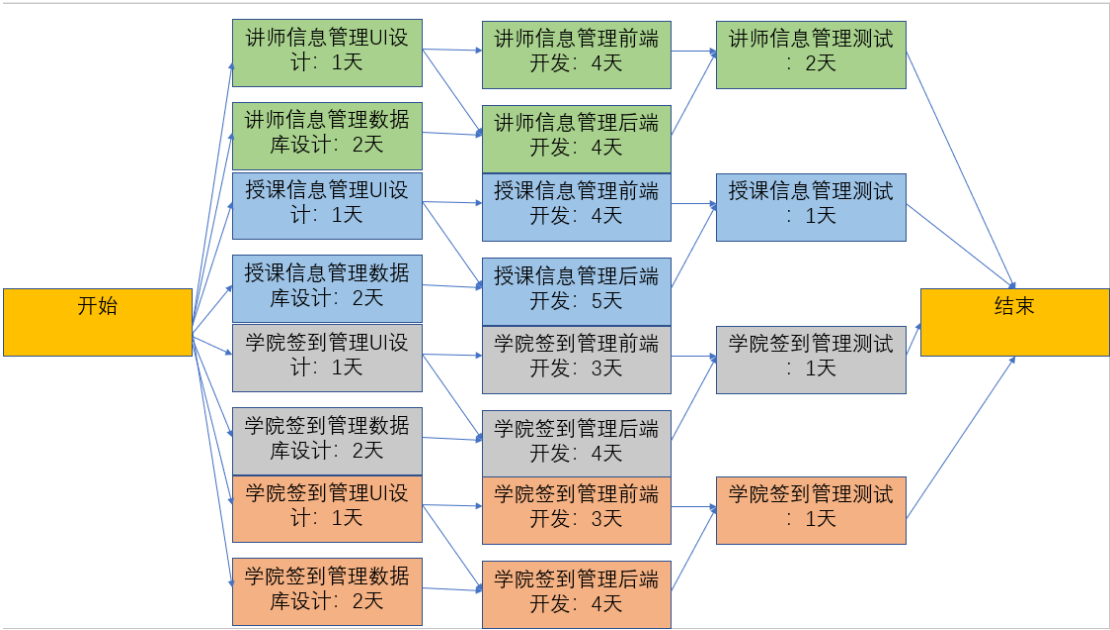 讲师信息管理UI设
计：1天
讲师信息管理前端
开发：4天
讲师信息管理测试
：2天
讲师信息管理数据
库设计：2天
讲师信息管理后端
开发：4天
授课信息管理UI设
计：1天
授课信息管理前端
开发：4天
授课信息管理测试
：1天
授课信息管理数据
库设计：2天
授课信息管理后端
开发：5天
开始
结束
学院签到管理UI设
计：1天
学院签到管理前端
开发：3天
学院签到管理测试
：1天
学院签到管理数据
库设计：2天
学院签到管理后端
开发：4天
学院签到管理UI设
计：1天
学院签到管理前端
开发：3天
学院签到管理测试
：1天
学院签到管理数据
库设计：2天
学院签到管理后端
开发：4天